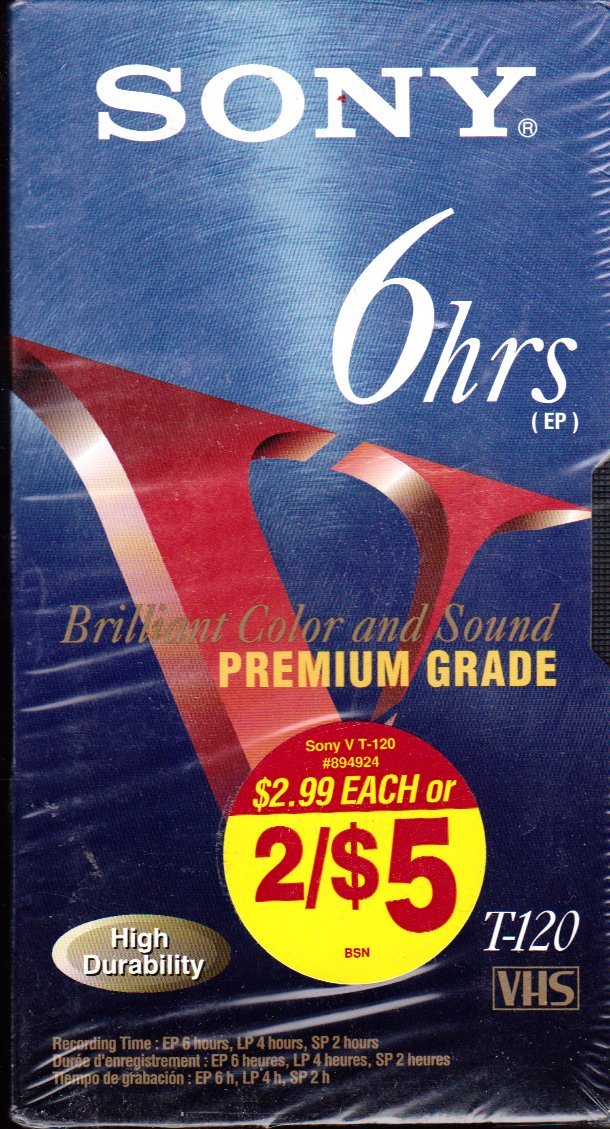 SONY®
6hrs
( EP )
Brilliant Color and Sound
PREMIUM GRADE
Sony V T-120
#894924
$2.99 EACH or
2/$5
BSN
T-120
VHS
High
Durability
Recording Time : EP 6 hours, LP 4 hours, SP 2 hours
Durée d'enregistrement : EP 6 heures, LP 4 heures, SP 2 heures
Tiempo de grabación : EP 6 h, LP 4 h, SP 2 h